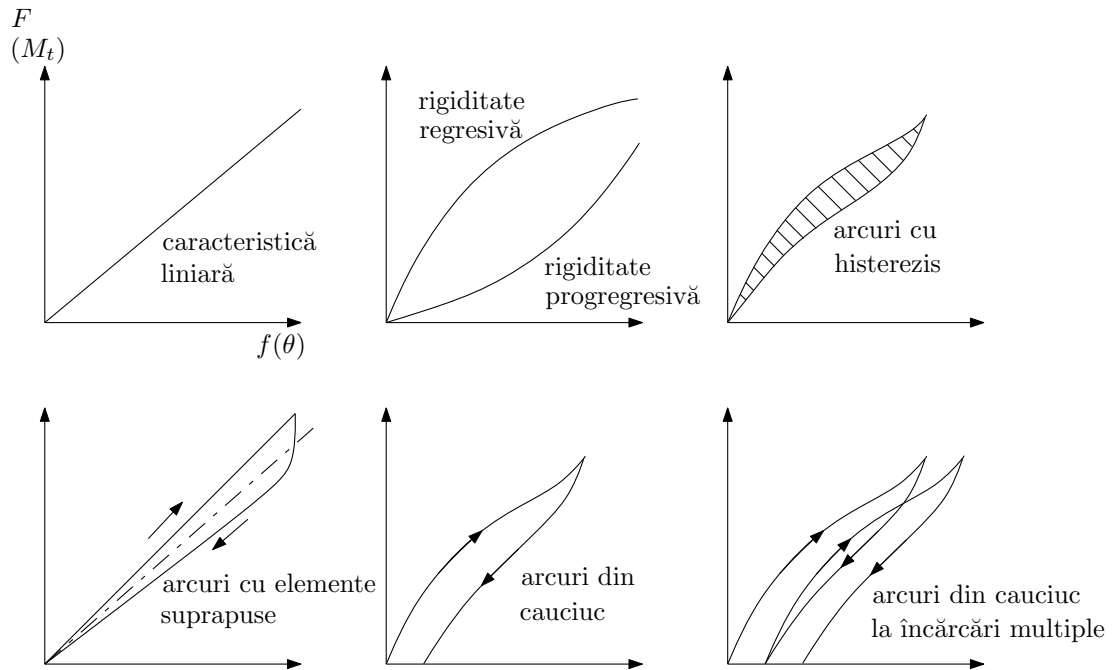 F
(M_t)
caracteristică
liniară
f(θ)
rigiditate
regresivă
rigiditate
progregresivă
arcuri cu
histerezis
arcuri cu elemente
suprapuse
arcuri din
cauciuc
arcuri din cauciuc
la încărcări multiple